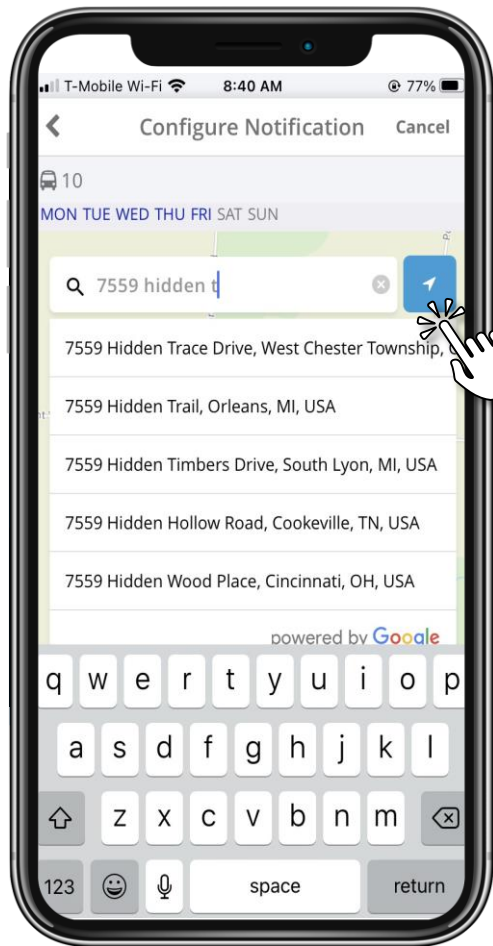 T-Mobile Wi-Fi 8:40 AM 77%
Configure Notification Cancel
10
MON TUE WED THU FRI SAT SUN
7559 hidden t
7559 Hidden Trace Drive, West Chester Township,
7559 Hidden Trail, Orleans, MI, USA
7559 Hidden Timbers Drive, South Lyon, MI, USA
7559 Hidden Hollow Road, Cookeville, TN, USA
7559 Hidden Wood Place, Cincinnati, OH, USA
powered by Google
q w e r t y u i o p
a s d f g h j k l
z x c v b n m
123 space return